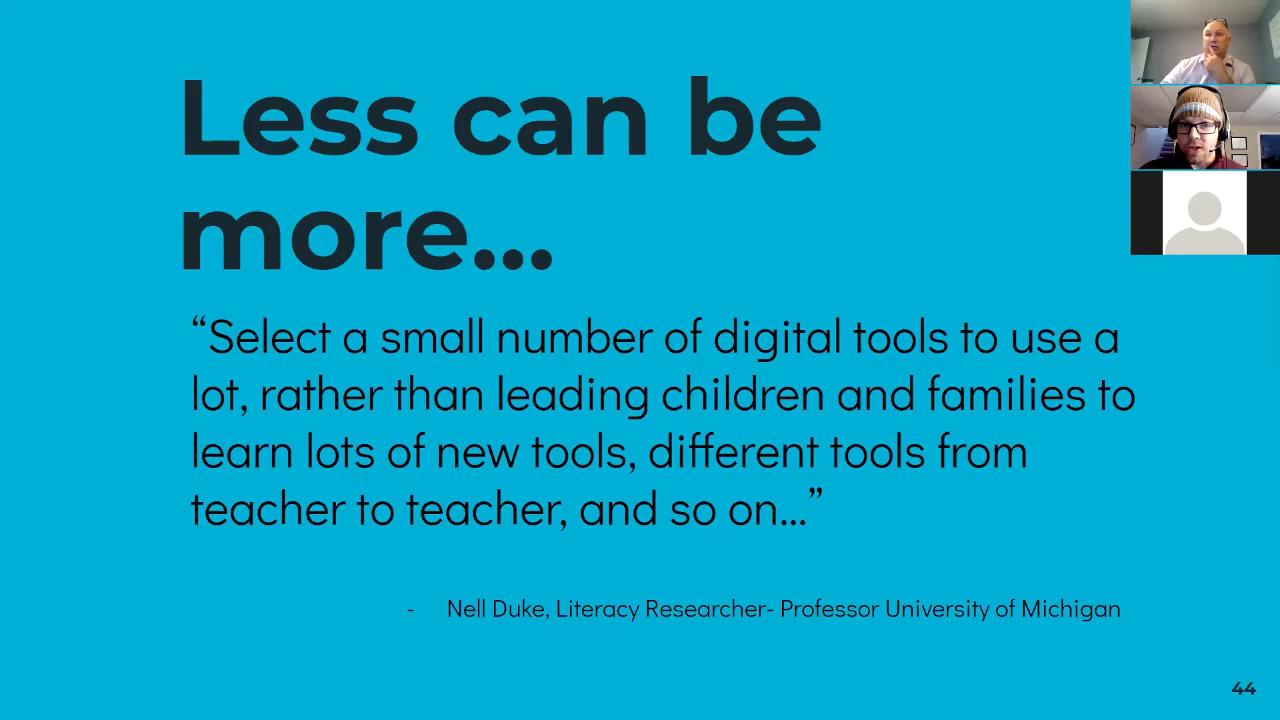 Less can be
more...
“Select a small number of digital tools to use a
lot, rather than leading children and families to
learn lots of new tools, different tools from
teacher to teacher, and so on...”
- Nell Duke, Literacy Researcher- Professor University of Michigan
44